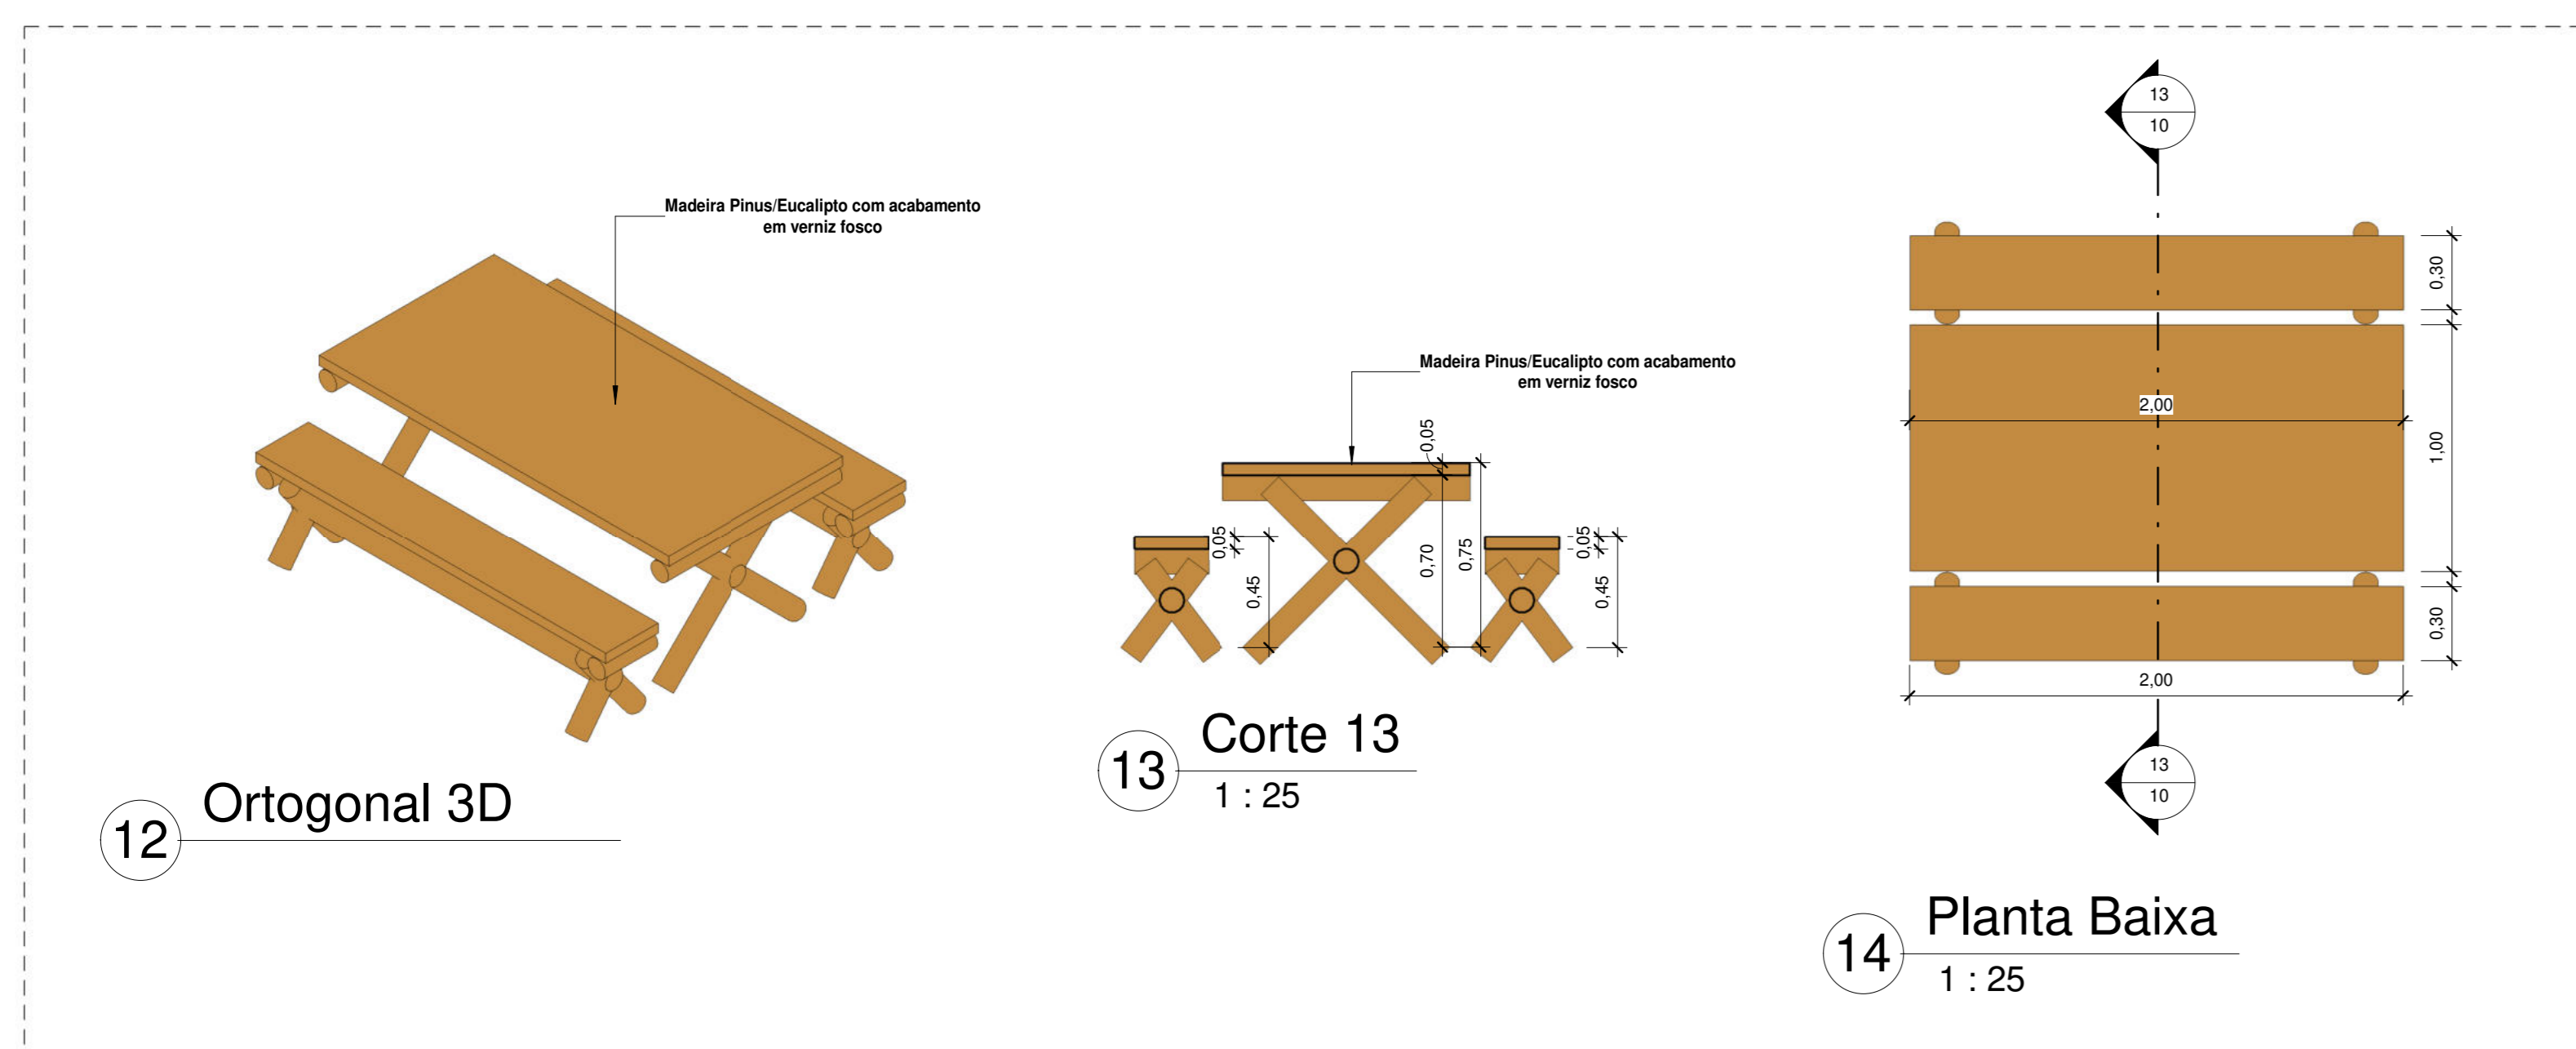 Madeira Pinus/Eucalipto com acabamento
em verniz fosco
12
Ortogonal 3D
Madeira Pinus/Eucalipto com acabamento
em verniz fosco
0,05
0,05
0,45
0,70
0,75
0,05
0,45
13
Corte 13
1 : 25
13
10
0,30
2,00
1,00
0,30
2,00
13
10
14
Planta Baixa
1 : 25